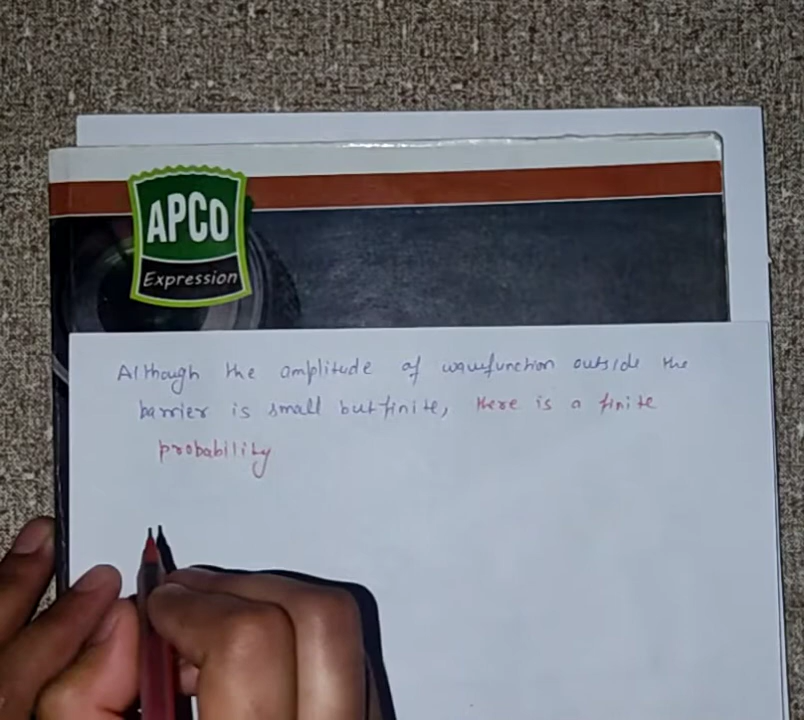 APCO
Expression
Although the amplitude of wavefunction outside the
barrier is small but finite, there is a finite
probability